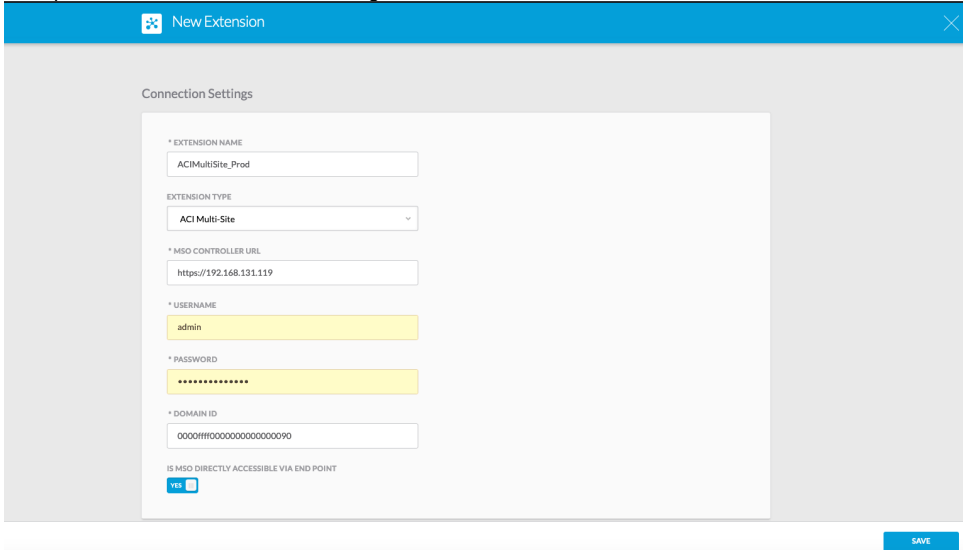 New Extension
Connection Settings
* EXTENSION NAME
ACIMultiSite_Prod
EXTENSION TYPE
ACI Multi-Site
* MSO CONTROLLER URL
https://192.168.131.119
* USERNAME
admin
* PASSWORD
••••••••••••••
* DOMAIN ID
0000ffff0000000000000090
IS MSO DIRECTLY ACCESSIBLE VIA END POINT
YES
SAVE